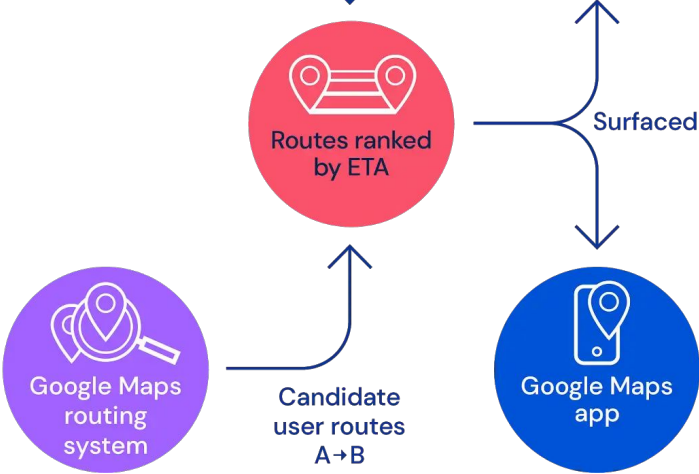 Routes ranked
by ETA
Surfaced
Google Maps
routing
system
Candidate
user routes
A→B
Google Maps
app